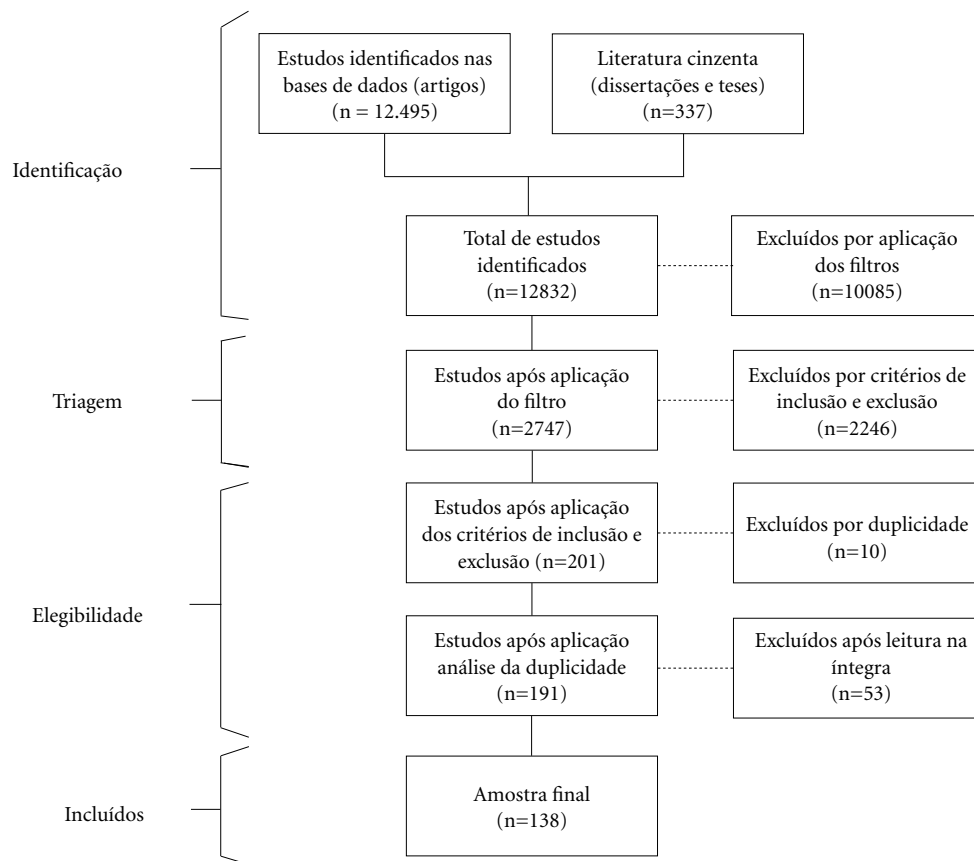 Estudos identificados nas
bases de dados (artigos)
(n = 12.495)
Literatura cinzenta
(dissertações e teses)
(n=337)
Identificação
Total de estudos
identificados
(n=12832)
Excluídos por aplicação
dos filtros
(n=10085)
Triagem
Estudos após aplicação
do filtro
(n=2747)
Excluídos por critérios de
inclusão e exclusão
(n=2246)
Elegibilidade
Estudos após aplicação
dos critérios de inclusão e
exclusão (n=201)
Excluídos por duplicidade
(n=10)
Estudos após aplicação
análise da duplicidade
(n=191)
Excluídos após leitura na
íntegra
(n=53)
Incluídos
Amostra final
(n=138)